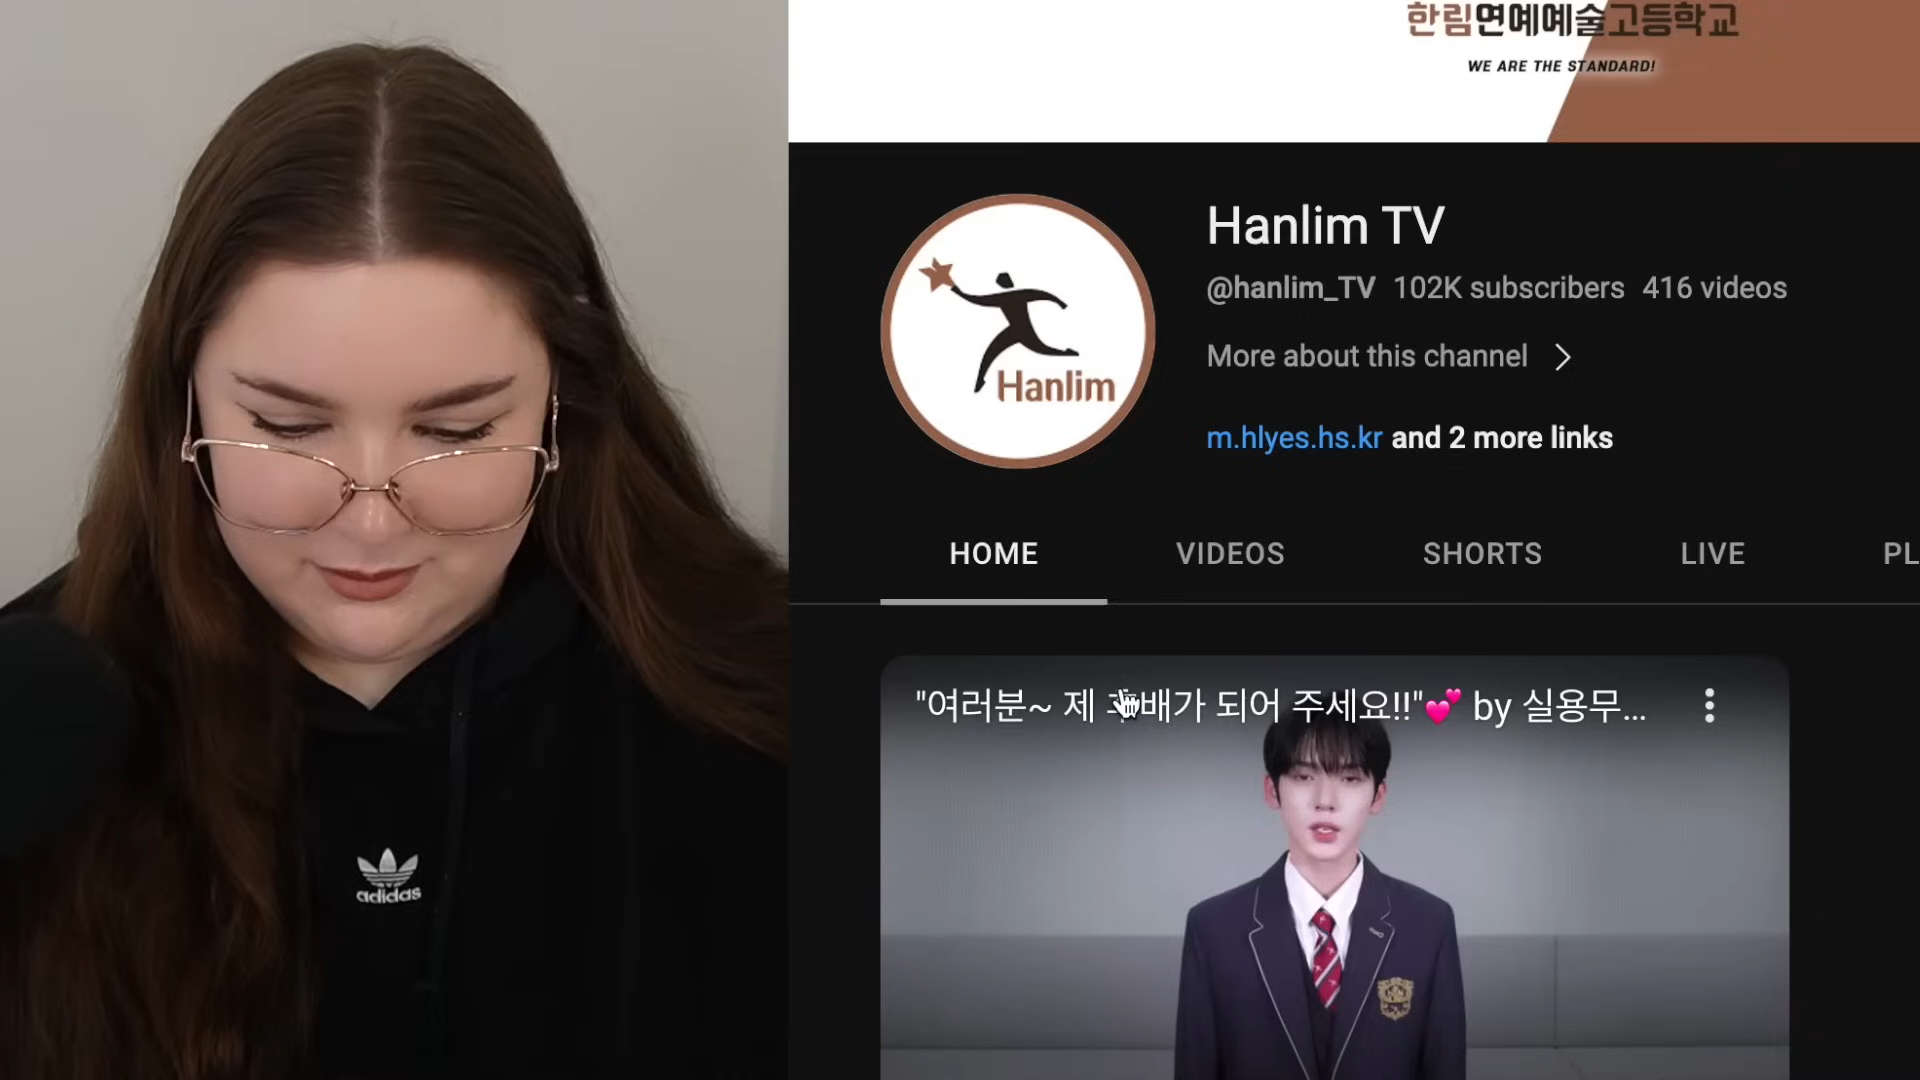 한림연예예술고등학교
WE ARE THE STANDARD!
Hanlim
Hanlim TV
@hanlim_TV 102K subscribers 416 videos
More about this channel
m.hlyes.hs.kr and 2 more links
HOME VIDEOS SHORTS LIVE PL
"여러분~ 제 후배가 되어 주세요!!"💕 by 실용무...
adidas